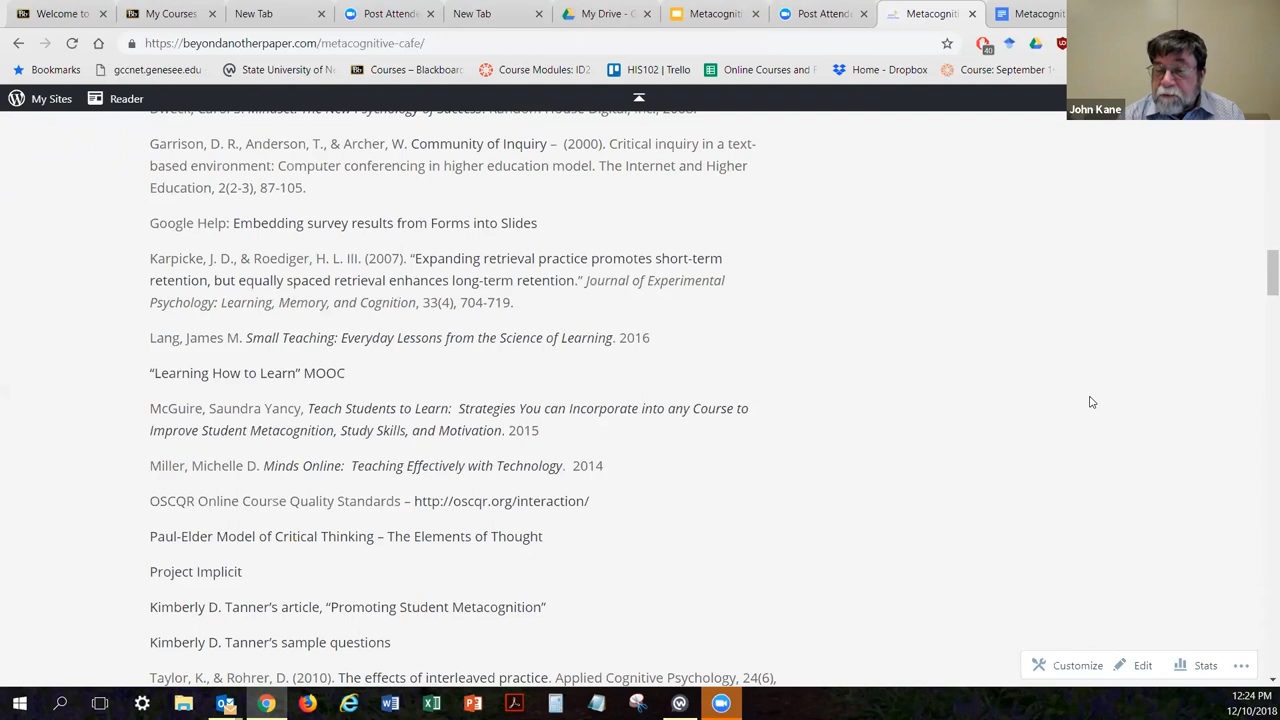 Welcome to
My Courses
New Tab
Post Attende
New Tab
My Drive - G
Metacogniti
Post Attende
Metacogniti
Metacognit
https://beyondanotherpaper.com/metacognitive-cafe/
40
Bookmarks
gccnet.genesee.edu
State University of Ne
Courses – Blackboard
Course Modules: ID2
HIS102 | Trello
Online Courses and F
Home - Dropbox
Course: September 1
My Sites
Reader
John Kane
Garrison, D. R., Anderson, T., & Archer, W. Community of Inquiry – (2000). Critical inquiry in a text-
based environment: Computer conferencing in higher education model. The Internet and Higher
Education, 2(2-3), 87-105.
Google Help: Embedding survey results from Forms into Slides
Karpicke, J. D., & Roediger, H. L. III. (2007). “Expanding retrieval practice promotes short-term
retention, but equally spaced retrieval enhances long-term retention.” Journal of Experimental
Psychology: Learning, Memory, and Cognition, 33(4), 704-719.
Lang, James M. Small Teaching: Everyday Lessons from the Science of Learning. 2016
“Learning How to Learn” MOOC
McGuire, Saundra Yancy, Teach Students to Learn: Strategies You can Incorporate into any Course to
Improve Student Metacognition, Study Skills, and Motivation. 2015
Miller, Michelle D. Minds Online: Teaching Effectively with Technology. 2014
OSCQR Online Course Quality Standards – http://oscqr.org/interaction/
Paul-Elder Model of Critical Thinking – The Elements of Thought
Project Implicit
Kimberly D. Tanner’s article, “Promoting Student Metacognition”
Kimberly D. Tanner’s sample questions
Taylor, K., & Rohrer, D. (2010). The effects of interleaved practice. Applied Cognitive Psychology, 24(6),
Customize
Edit
Stats
12:24 PM
12/10/2018